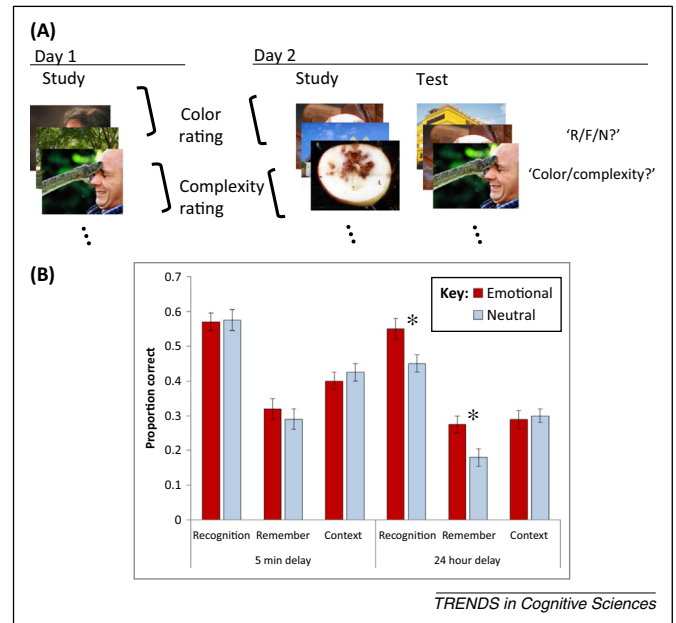 (A)
Day 1 Day 2
Study Study Test
Color
rating
Complexity
rating
‘R/F/N?’
‘Color/complexity?’
(B)
Key: Emotional
Neutral
Proportion correct
0.7
0.6
0.5
0.4
0.3
0.2
0.1
0
* *
Recognition Remember Context Recognition Remember Context
5 min delay 24 hour delay
TRENDS in Cognitive Sciences